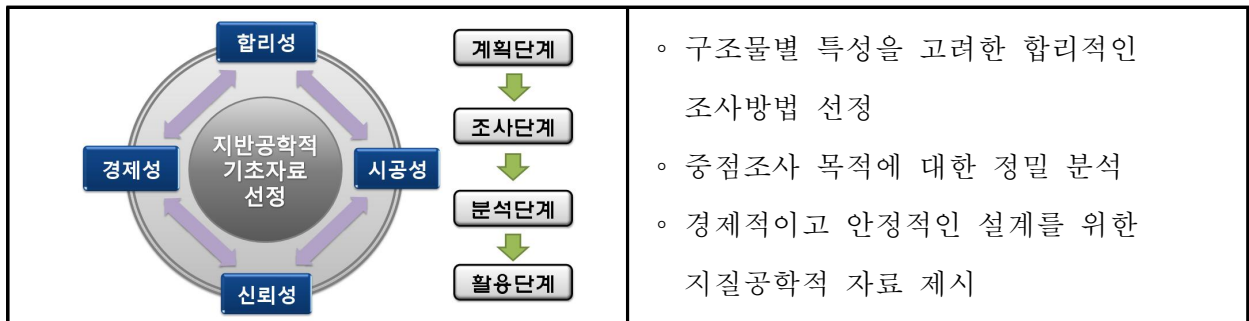 합리성
경제성
지반공학적
기초자료
선정
시공성
신뢰성
계획단계
조사단계
분석단계
활용단계
◦ 구조물별 특성을 고려한 합리적인
조사방법 선정
◦ 중점조사 목적에 대한 정밀 분석
◦ 경제적이고 안정적인 설계를 위한
지질공학적 자료 제시